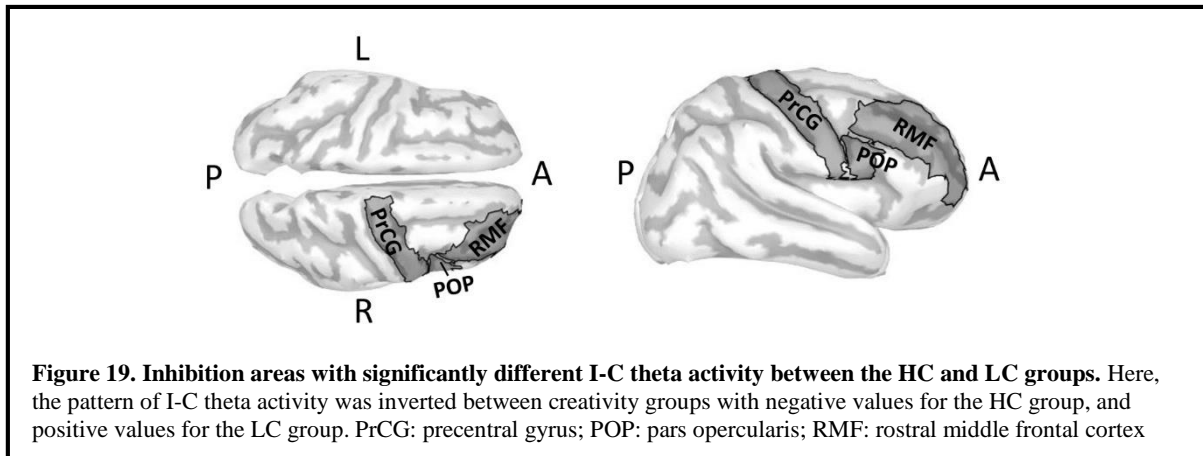 L
P
A
PrCG
RMF
POP
R
P
A
PrCG
RMF
POP
Figure 19. Inhibition areas with significantly different I-C theta activity between the HC and LC groups. Here,
the pattern of I-C theta activity was inverted between creativity groups with negative values for the HC group, and
positive values for the LC group. PrCG: precentral gyrus; POP: pars opercularis; RMF: rostral middle frontal cortex